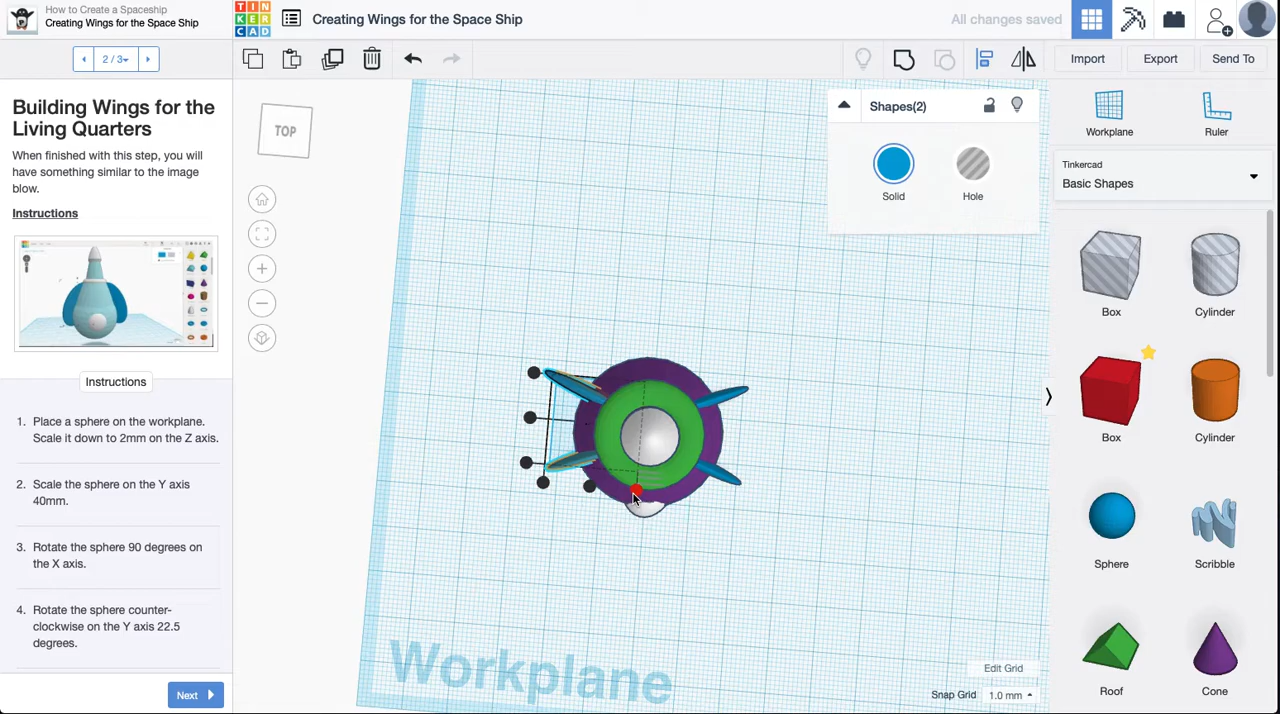 How to Create a Spaceship
Creating Wings for the Space Ship
TIN
KER
CAD
Creating Wings for the Space Ship
All changes saved
2 / 3
Import
Export
Send To
Building Wings for the
Living Quarters
When finished with this step, you will
have something similar to the image
blow.
Instructions
Instructions
1. Place a sphere on the workplane.
Scale it down to 2mm on the Z axis.
2. Scale the sphere on the Y axis
40mm.
3. Rotate the sphere 90 degrees on
the X axis.
4. Rotate the sphere counter-
clockwise on the Y axis 22.5
degrees.
Next
TOP
Shapes(2)
Solid
Hole
Workplane
Edit Grid
Snap Grid
1.0 mm
Workplane
Ruler
Tinkercad
Basic Shapes
Box
Cylinder
Box
Cylinder
Sphere
Scribble
Roof
Cone